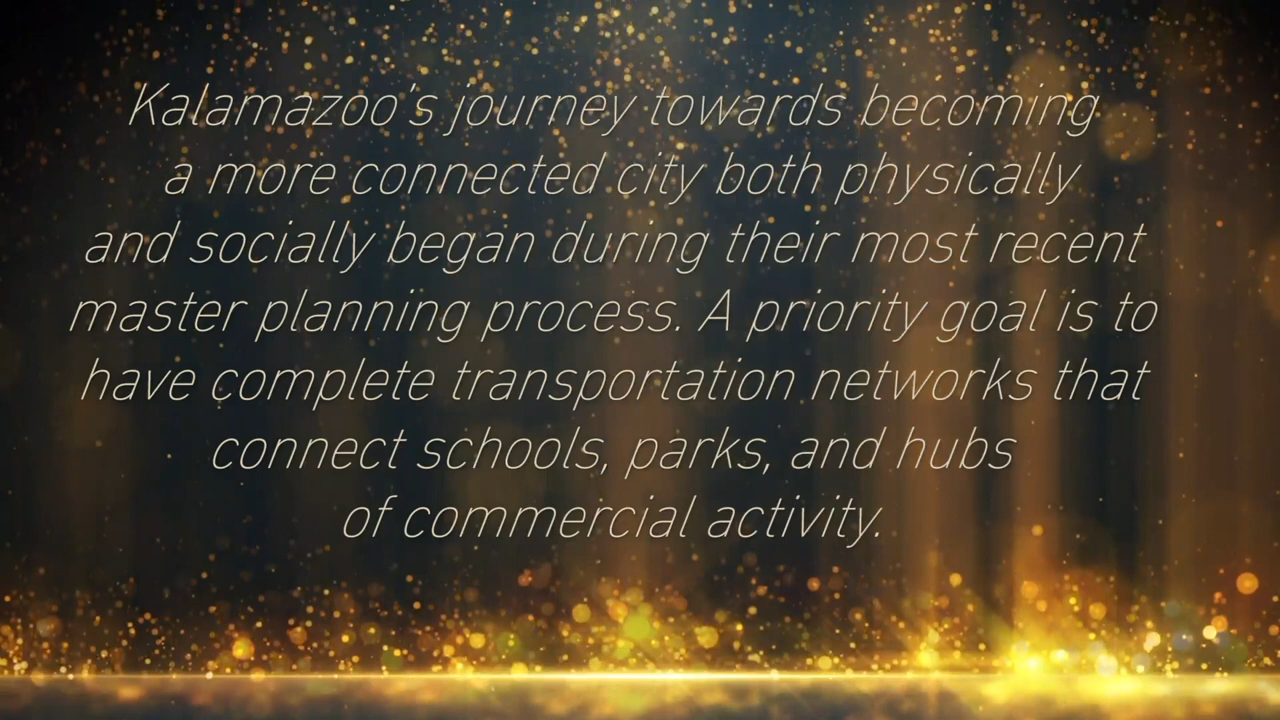 Kalamazoo's journey towards becoming
a more connected city both physically
and socially began during their most recent
master planning process. A priority goal is to
have complete transportation networks that
connect schools, parks, and hubs
of commercial activity.